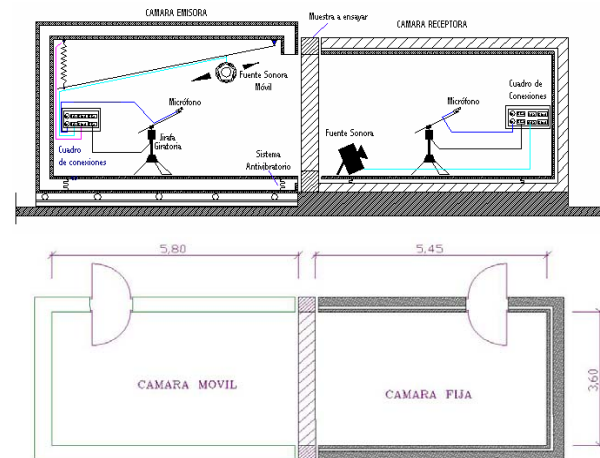 CAMARA EMISORA
Muestra a ensayar
CAMARA RECEPTORA
Fuente Sonora
Móvil
Micrófono
Cuadro
de conexiones
Jirafa
Giratoria
Sistema
Antivibratorio
Fuente Sonora
Micrófono
Cuadro de
Conexiones
5,80
5,45
CAMARA MOVIL
CAMARA FIJA
3,60